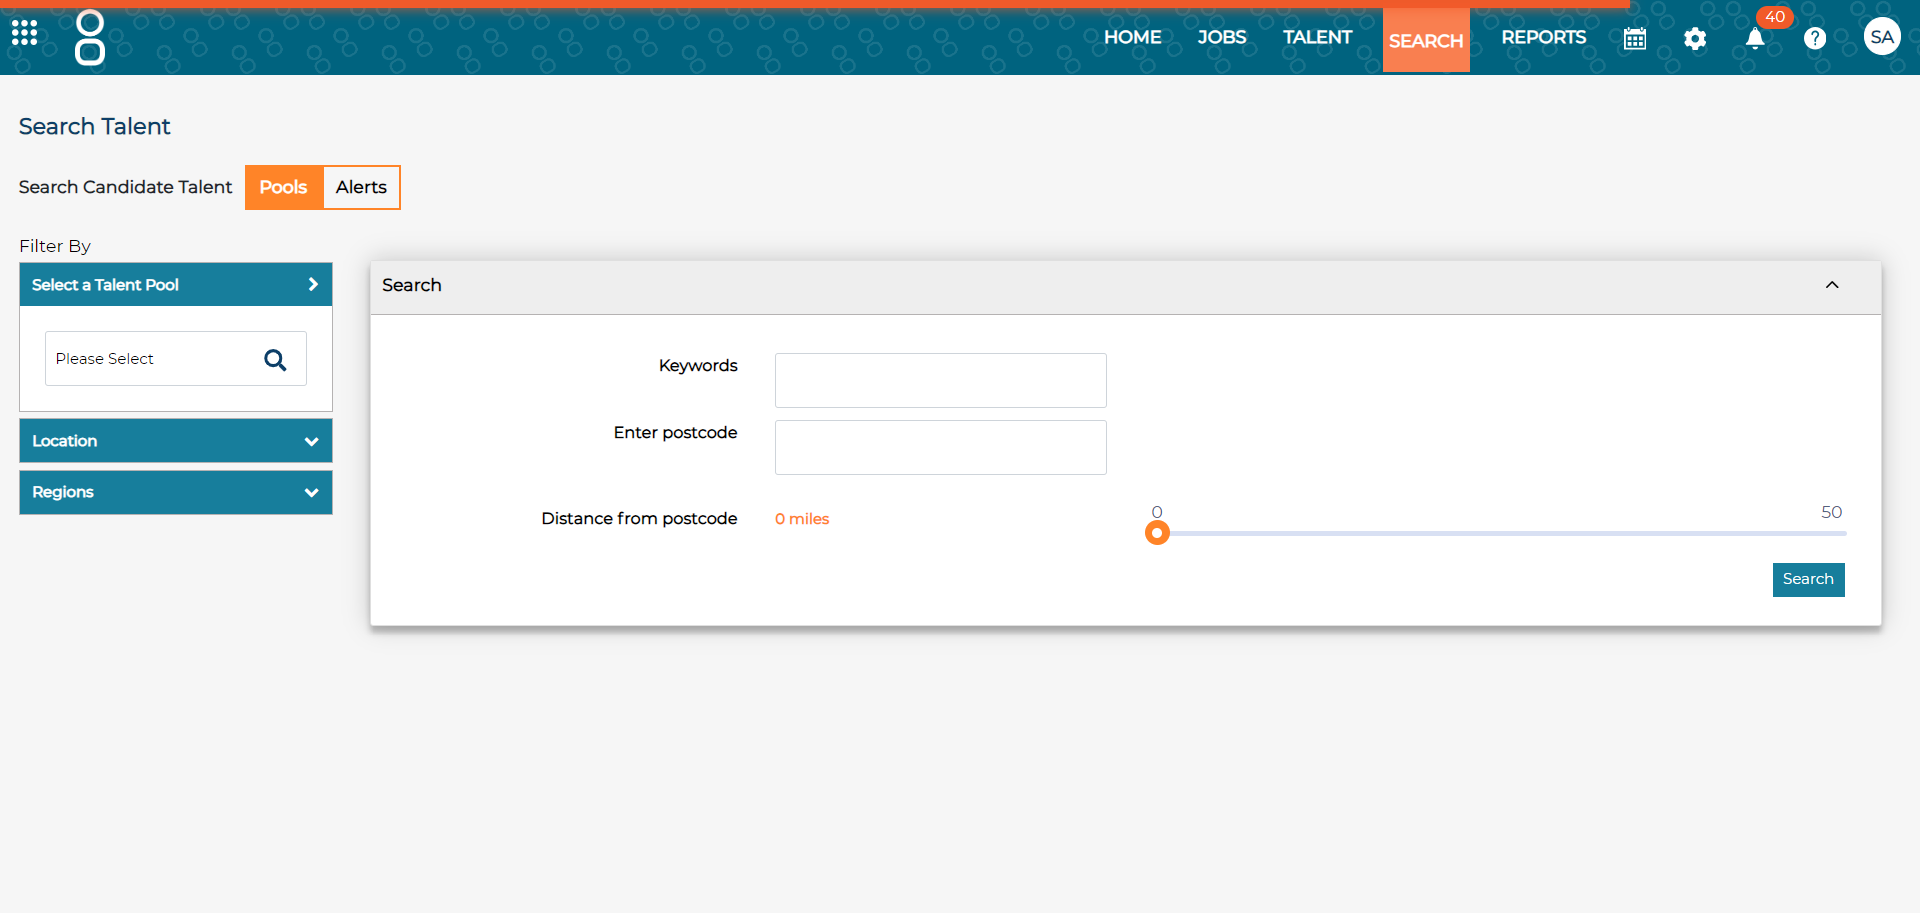 HOME JOBS TALENT SEARCH REPORTS 40 ? SA
Search Talent
Search Candidate Talent Pools Alerts
Filter By
Select a Talent Pool
Please Select
Location
Regions
Search
Keywords
Enter postcode
Distance from postcode 0 miles 0 50
Search